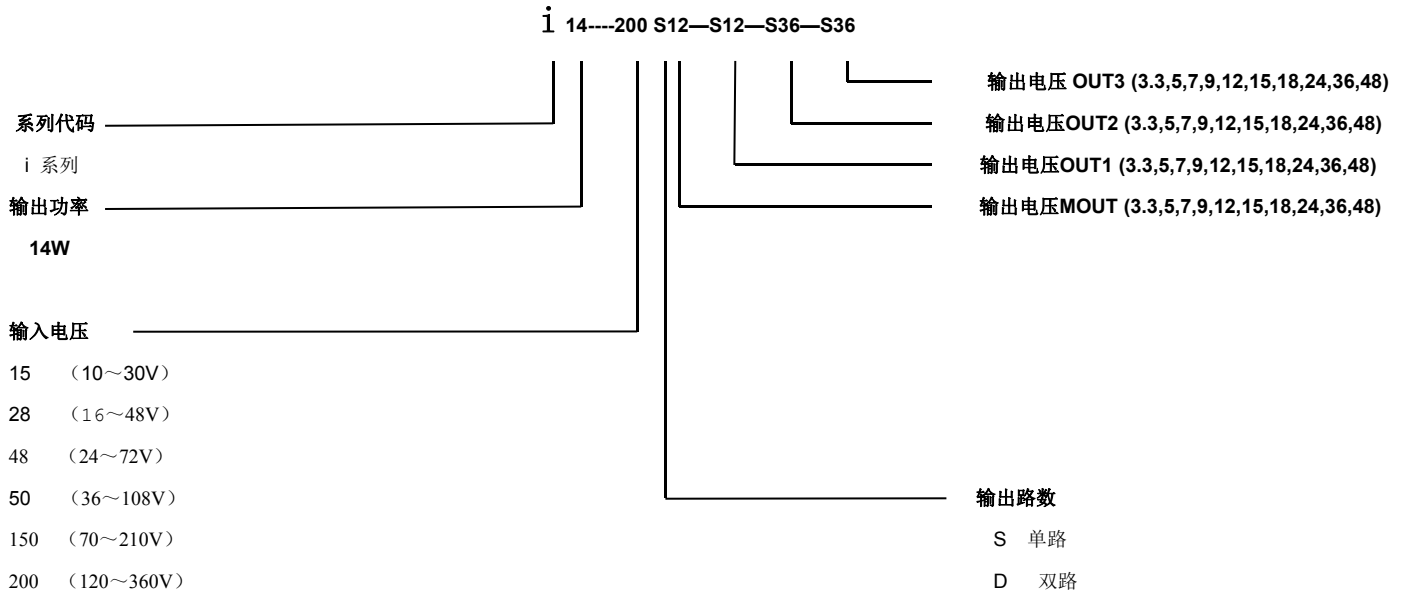 i 14----200 S12—S12—S36—S36
输出电压 OUT3 (3.3,5,7,9,12,15,18,24,36,48)
系列代码
输出电压OUT2 (3.3,5,7,9,12,15,18,24,36,48)
i 系列
输出电压OUT1 (3.3,5,7,9,12,15,18,24,36,48)
输出功率
输出电压MOUT (3.3,5,7,9,12,15,18,24,36,48)
14W
输入电压
15 （10～30V）
28 （16～48V）
48 （24～72V）
50 （36～108V）
输出路数
150 （70～210V）
S 单路
200 （120～360V）
D 双路